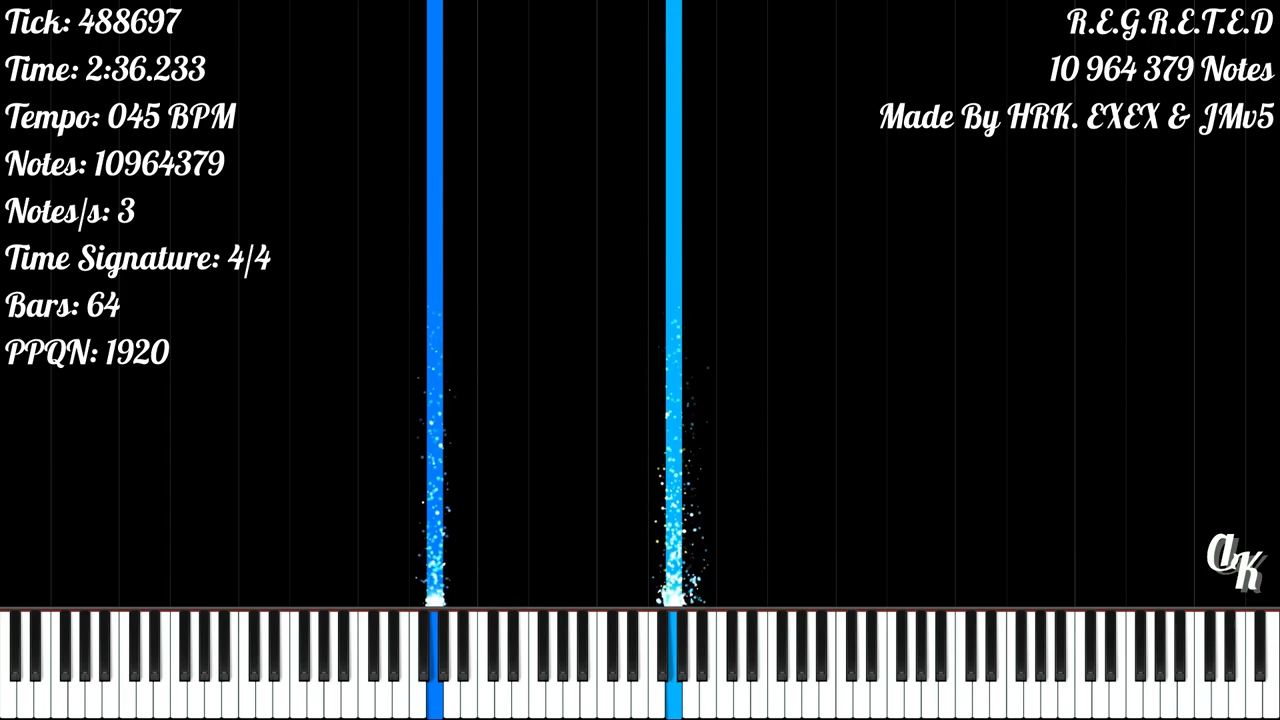 Tick: 488697
Time: 2:36.233
Tempo: 045 BPM
Notes: 10964379
Notes/s: 3
Time Signature: 4/4
Bars: 64
PPQN: 1920
R.E.G.R.E.T.E.D
10 964 379 Notes
Made By HRK. EXEX & JMv5
aK